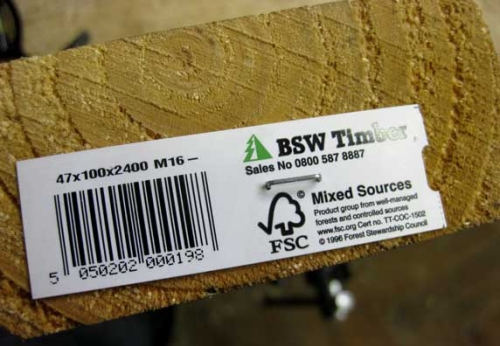 47x100x2400 M16 –
5 050202 000198
BSW Timber
Sales No 0800 587 8887
FSC
Mixed Sources
Product group from well-managed
forests and controlled sources
www.fsc.org Cert no. TT-COC-1502
© 1996 Forest Stewardship Council